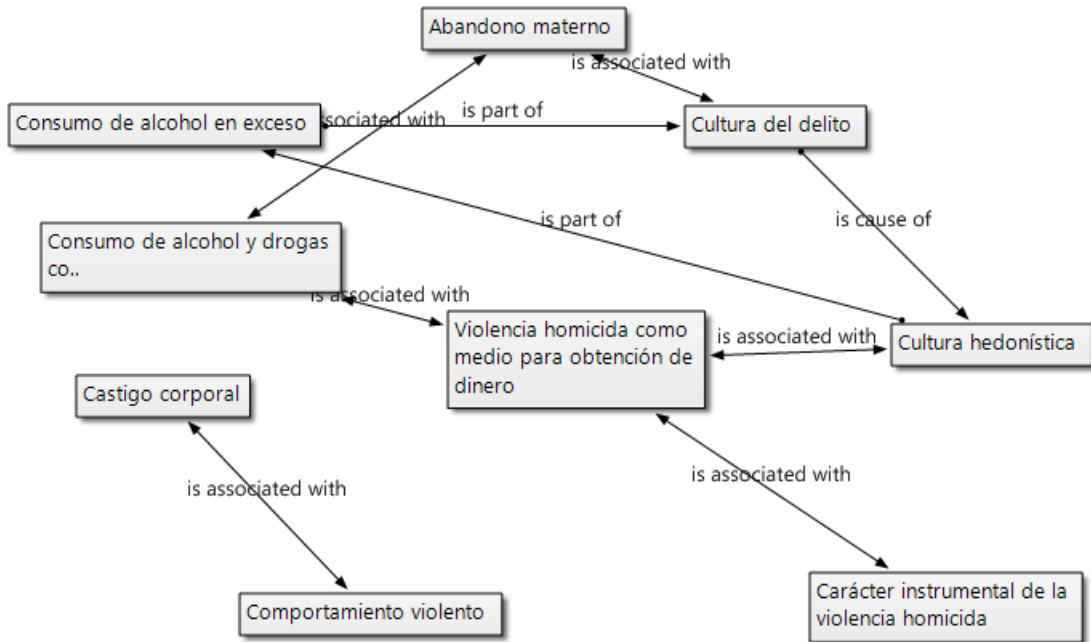 Abandono materno
is associated with
Consumo de alcohol en exceso
ssociated with
is part of
Cultura del delito
is part of
is cause of
Consumo de alcohol y drogas
co..
is associated with
Violencia homicida como
medio para obtención de
dinero
is associated with
Cultura hedonística
Castigo corporal
is associated with
is associated with
Comportamiento violento
Carácter instrumental de la
violencia homicida